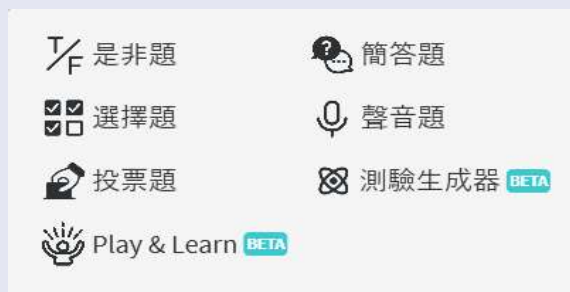 T/F 是非題
? 簡答題
選擇題
聲音題
投票題
測驗生成器 BETA
Play & Learn BETA